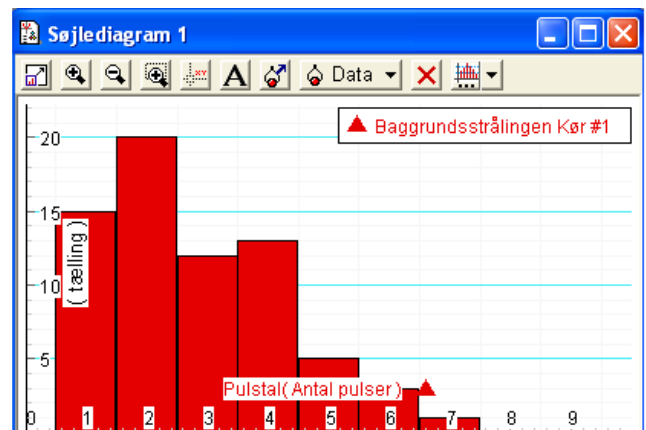 Søjlediagram 1
A Data
Baggrundsstrålingen Kør #1
20
15
( tælling )
10
5
Pulstal( Antal pulser )
0 1 2 3 4 5 6 7 8 9